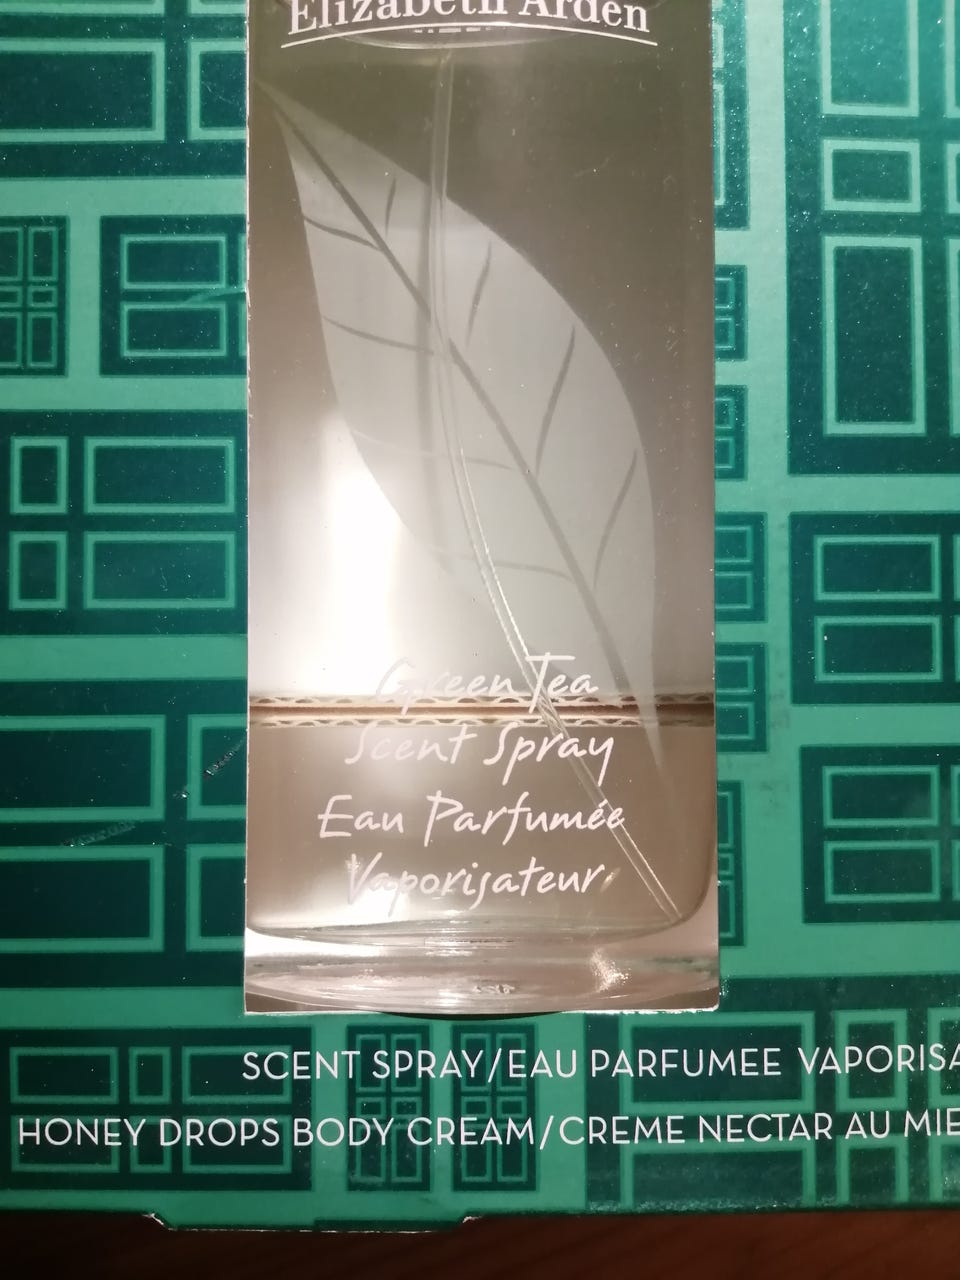 Elizabeth Arden
Green Tea
Scent Spray
Eau Parfumée
Vaporisateur
SCENT SPRAY/EAU PARFUMEE VAPORISA
HONEY DROPS BODY CREAM/CREME NECTAR AU MIE